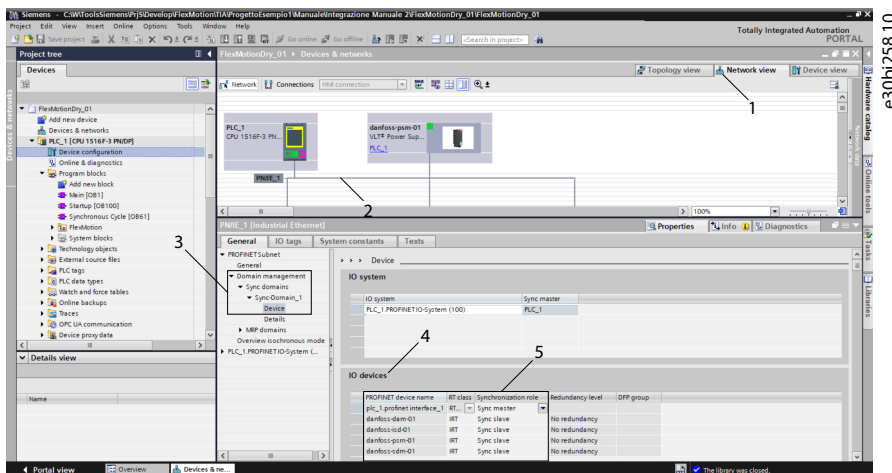 Siemens - C:\WTools\Siemens\PrjS\Develop\FlexMotion\TIA\ProgettoEsempio1\Manuale\Integrazione Manuale 2\FlexMotionDry_01\FlexMotionDry_01
Project Edit View Insert Online Options Tools Window Help
Totally Integrated Automation
PORTAL
Save project Go online Go offline <Search in project>
Project tree
FlexMotionDry_01 › Devices & networks
Devices
Topology view Network view Device view
Network Connections HMI connection
1
FlexMotionDry_01
Add new device
Devices & networks
PLC_1 [CPU 1516F-3 PN/DP]
Device configuration
Online & diagnostics
Program blocks
Add new block
Main [OB1]
Startup [OB100]
Synchronous Cycle [OB61]
FlexMotion
System blocks
Technology objects
External source files
PLC tags
PLC data types
Watch and force tables
Online backups
Traces
OPC UA communication
Device proxy data
Details view
Name
PLC_1
CPU 1516F-3 PN...
danfoss-psm-01
VLT® Power Sup...
PLC_1
PN/IE_1
2
100%
PN/IE_1 [Industrial Ethernet]
Properties Info Diagnostics
General IO tags System constants Texts
3
PROFINET Subnet
General
Domain management
Sync domains
Sync-Domain_1
Device
Details
MRP domains
Overview isochronous mode
PLC_1.PROFINET IO-System (...
> > > Device
IO system
IO system Sync master
PLC_1.PROFINET IO-System (100) PLC_1
4
5
IO devices
PROFINET device name RT class Synchronization role Redundancy level DFP group
plc_1.profinet interface_1 RT... Sync master
danfoss-dam-01 IRT Sync slave No redundancy
danfoss-isd-01 IRT Sync slave No redundancy
danfoss-psm-01 IRT Sync slave No redundancy
danfoss-sdm-01 IRT Sync slave No redundancy
Portal view Overview Devices & ne...
The library was closed.
Devices & networks
Hardware catalog
Online tools
Tasks
Libraries
e30bj258.10